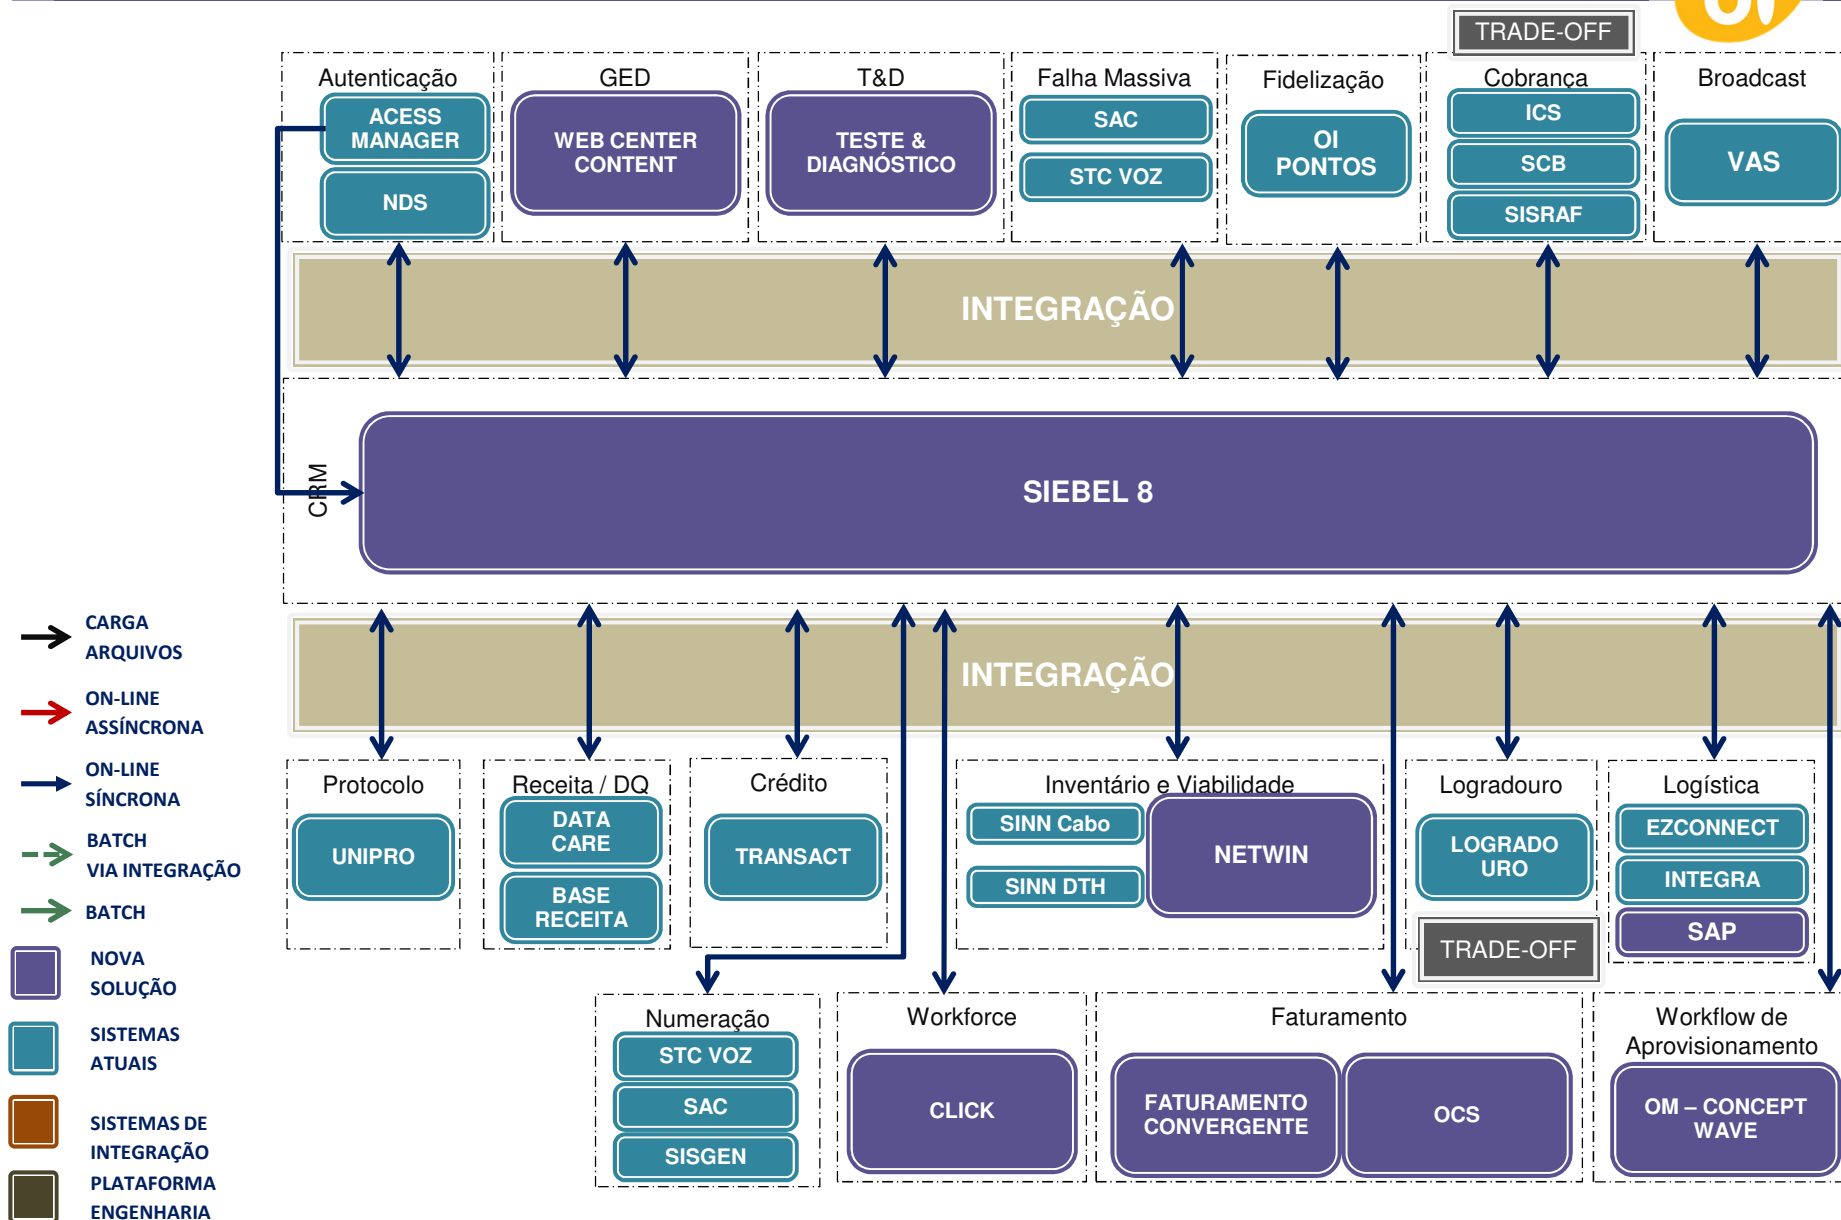 TRADE-OFF
Autenticação
ACESS
MANAGER
NDS
GED
WEB CENTER
CONTENT
T&D
TESTE &
DIAGNÓSTICO
Falha Massiva
SAC
STC VOZ
Fidelização
OI
PONTOS
Cobrança
ICS
SCB
SISRAF
Broadcast
VAS
INTEGRAÇÃO
CRM
SIEBEL 8
INTEGRAÇÃO
CARGA
ARQUIVOS
ON-LINE
ASSÍNCRONA
ON-LINE
SÍNCRONA
BATCH
VIA INTEGRAÇÃO
BATCH
NOVA
SOLUÇÃO
SISTEMAS
ATUAIS
SISTEMAS DE
INTEGRAÇÃO
PLATAFORMA
ENGENHARIA
Protocolo
UNIPRO
Receita / DQ
DATA
CARE
BASE
RECEITA
Crédito
TRANSACT
Inventário e Viabilidade
SINN Cabo
SINN DTH
NETWIN
Logradouro
LOGRADO
URO
TRADE-OFF
Logística
EZCONNECT
INTEGRA
SAP
Numeração
STC VOZ
SAC
SISGEN
Workforce
CLICK
Faturamento
FATURAMENTO
CONVERGENTE
OCS
Workflow de
Aprovisionamento
OM – CONCEPT
WAVE